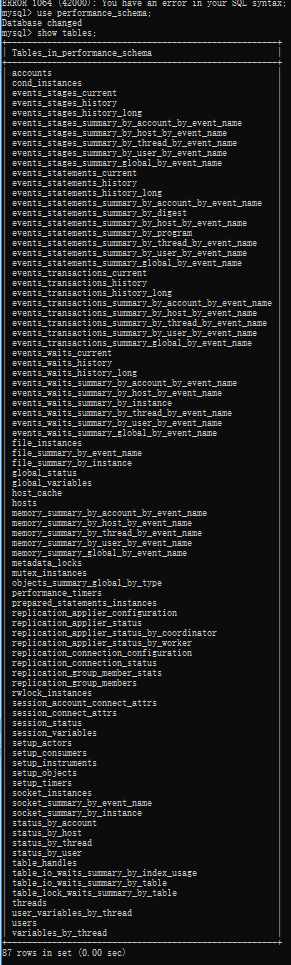 ERROR 1064 (42000): You have an error in your SQL syntax;
mysql> use performance_schema;
Database changed
mysql> show tables;
+------------------------------------------------------+
| Tables_in_performance_schema |
+------------------------------------------------------+
| accounts
cond_instances
events_stages_current
events_stages_history
events_stages_history_long
events_stages_summary_by_account_by_event_name
events_stages_summary_by_host_by_event_name
events_stages_summary_by_thread_by_event_name
events_stages_summary_by_user_by_event_name
events_stages_summary_global_by_event_name
events_statements_current
events_statements_history
events_statements_history_long
events_statements_summary_by_account_by_event_name
events_statements_summary_by_digest
events_statements_summary_by_host_by_event_name
events_statements_summary_by_program
events_statements_summary_by_thread_by_event_name
events_statements_summary_by_user_by_event_name
events_statements_summary_global_by_event_name
events_transactions_current
events_transactions_history
events_transactions_history_long
events_transactions_summary_by_account_by_event_name
events_transactions_summary_by_host_by_event_name
events_transactions_summary_by_thread_by_event_name
events_transactions_summary_by_user_by_event_name
events_transactions_summary_global_by_event_name
events_waits_current
events_waits_history
events_waits_history_long
events_waits_summary_by_account_by_event_name
events_waits_summary_by_host_by_event_name
events_waits_summary_by_instance
events_waits_summary_by_thread_by_event_name
events_waits_summary_by_user_by_event_name
events_waits_summary_global_by_event_name
file_instances
file_summary_by_event_name
file_summary_by_instance
global_status
global_variables
host_cache
hosts
memory_summary_by_account_by_event_name
memory_summary_by_host_by_event_name
memory_summary_by_thread_by_event_name
memory_summary_by_user_by_event_name
memory_summary_global_by_event_name
metadata_locks
mutex_instances
objects_summary_global_by_type
performance_timers
prepared_statements_instances
replication_applier_configuration
replication_applier_status
replication_applier_status_by_coordinator
replication_applier_status_by_worker
replication_connection_configuration
replication_connection_status
replication_group_member_stats
replication_group_members
rwlock_instances
session_account_connect_attrs
session_connect_attrs
session_status
session_variables
setup_actors
setup_consumers
setup_instruments
setup_objects
setup_timers
socket_instances
socket_summary_by_event_name
socket_summary_by_instance
status_by_account
status_by_host
status_by_thread
status_by_user
table_handles
table_io_waits_summary_by_index_usage
table_io_waits_summary_by_table
table_lock_waits_summary_by_table
threads
user_variables_by_thread
users
variables_by_thread
+------------------------------------------------------+
87 rows in set (0.00 sec)